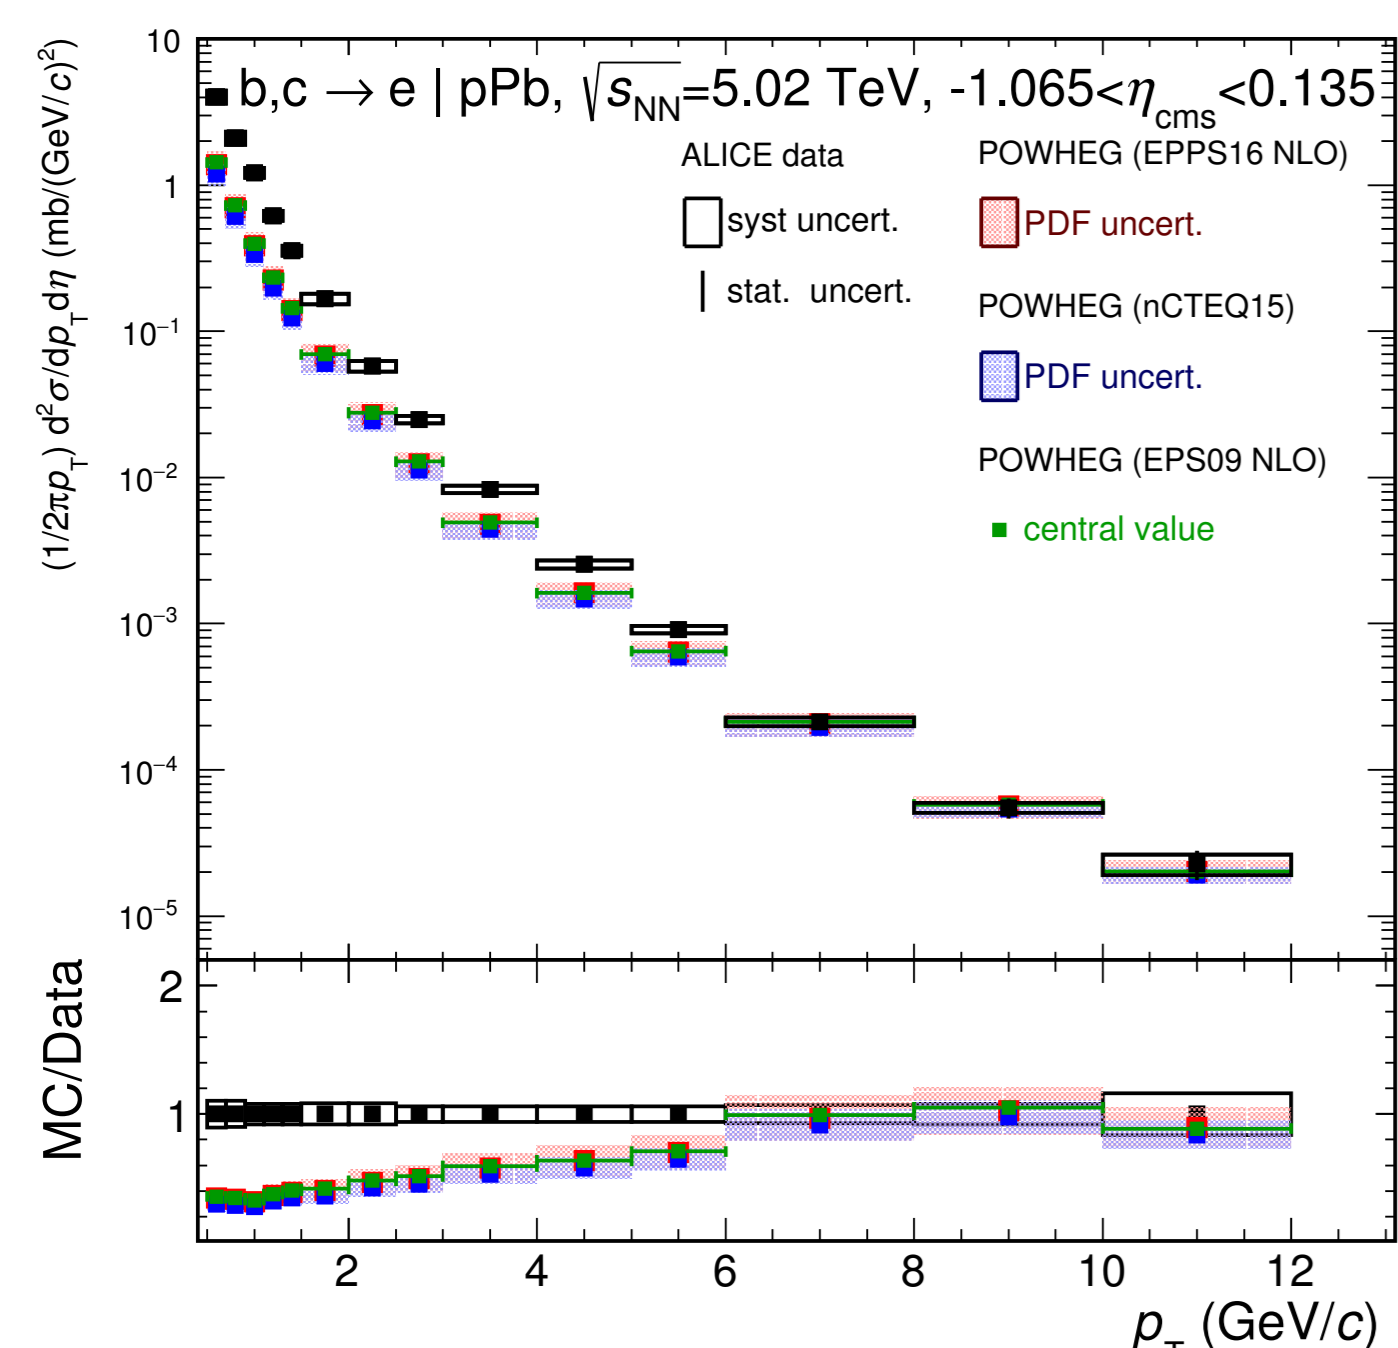 b,c → e | pPb, √s_NN=5.02 TeV, -1.065<η_cms<0.135
(1/2πp_T) d²σ/dp_T dη (mb/(GeV/c)²)
10
1
10⁻¹
10⁻²
10⁻³
10⁻⁴
10⁻⁵
ALICE data
syst uncert.
stat. uncert.
POWHEG (EPPS16 NLO)
PDF uncert.
POWHEG (nCTEQ15)
PDF uncert.
POWHEG (EPS09 NLO)
central value
MC/Data
2
1
2 4 6 8 10 12
p_T (GeV/c)